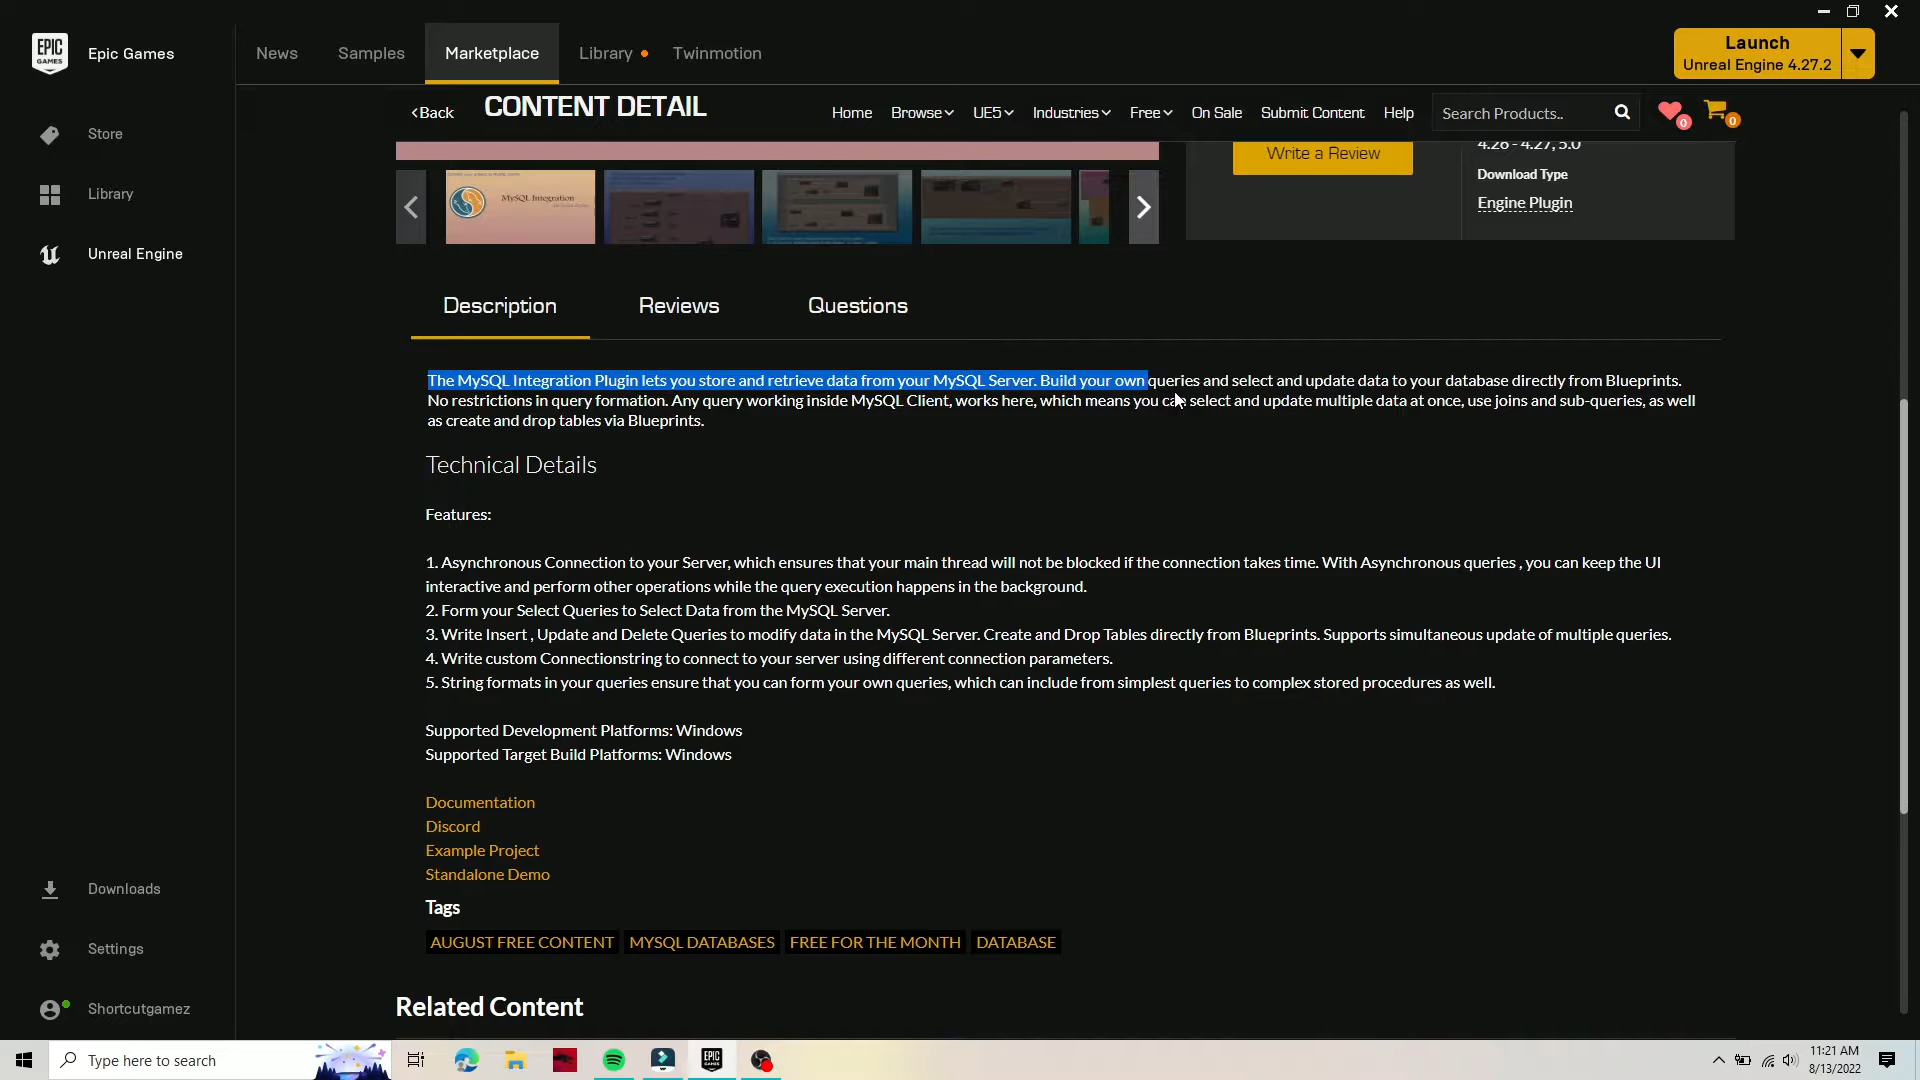 EPIC GAMES
Epic Games
News
Samples
Marketplace
Library
Twinmotion
Launch
Unreal Engine 4.27.2
Store
Library
Unreal Engine
Downloads
Settings
Shortcutgamez
Back
CONTENT DETAIL
Home
Browse
UE5
Industries
Free
On Sale
Submit Content
Help
Search Products..
0
0
Write a Review
4.26 - 4.27, 5.0
Download Type
Engine Plugin
MySQL Integration
Description
Reviews
Questions
The MySQL Integration Plugin lets you store and retrieve data from your MySQL Server. Build your own queries and select and update data to your database directly from Blueprints.
No restrictions in query formation. Any query working inside MySQL Client, works here, which means you can select and update multiple data at once, use joins and sub-queries, as well
as create and drop tables via Blueprints.
Technical Details
Features:
1. Asynchronous Connection to your Server, which ensures that your main thread will not be blocked if the connection takes time. With Asynchronous queries , you can keep the UI
interactive and perform other operations while the query execution happens in the background.
2. Form your Select Queries to Select Data from the MySQL Server.
3. Write Insert , Update and Delete Queries to modify data in the MySQL Server. Create and Drop Tables directly from Blueprints. Supports simultaneous update of multiple queries.
4. Write custom Connectionstring to connect to your server using different connection parameters.
5. String formats in your queries ensure that you can form your own queries, which can include from simplest queries to complex stored procedures as well.
Supported Development Platforms: Windows
Supported Target Build Platforms: Windows
Documentation
Discord
Example Project
Standalone Demo
Tags
AUGUST FREE CONTENT
MYSQL DATABASES
FREE FOR THE MONTH
DATABASE
Related Content
Type here to search
EPIC GAMES
11:21 AM
8/13/2022